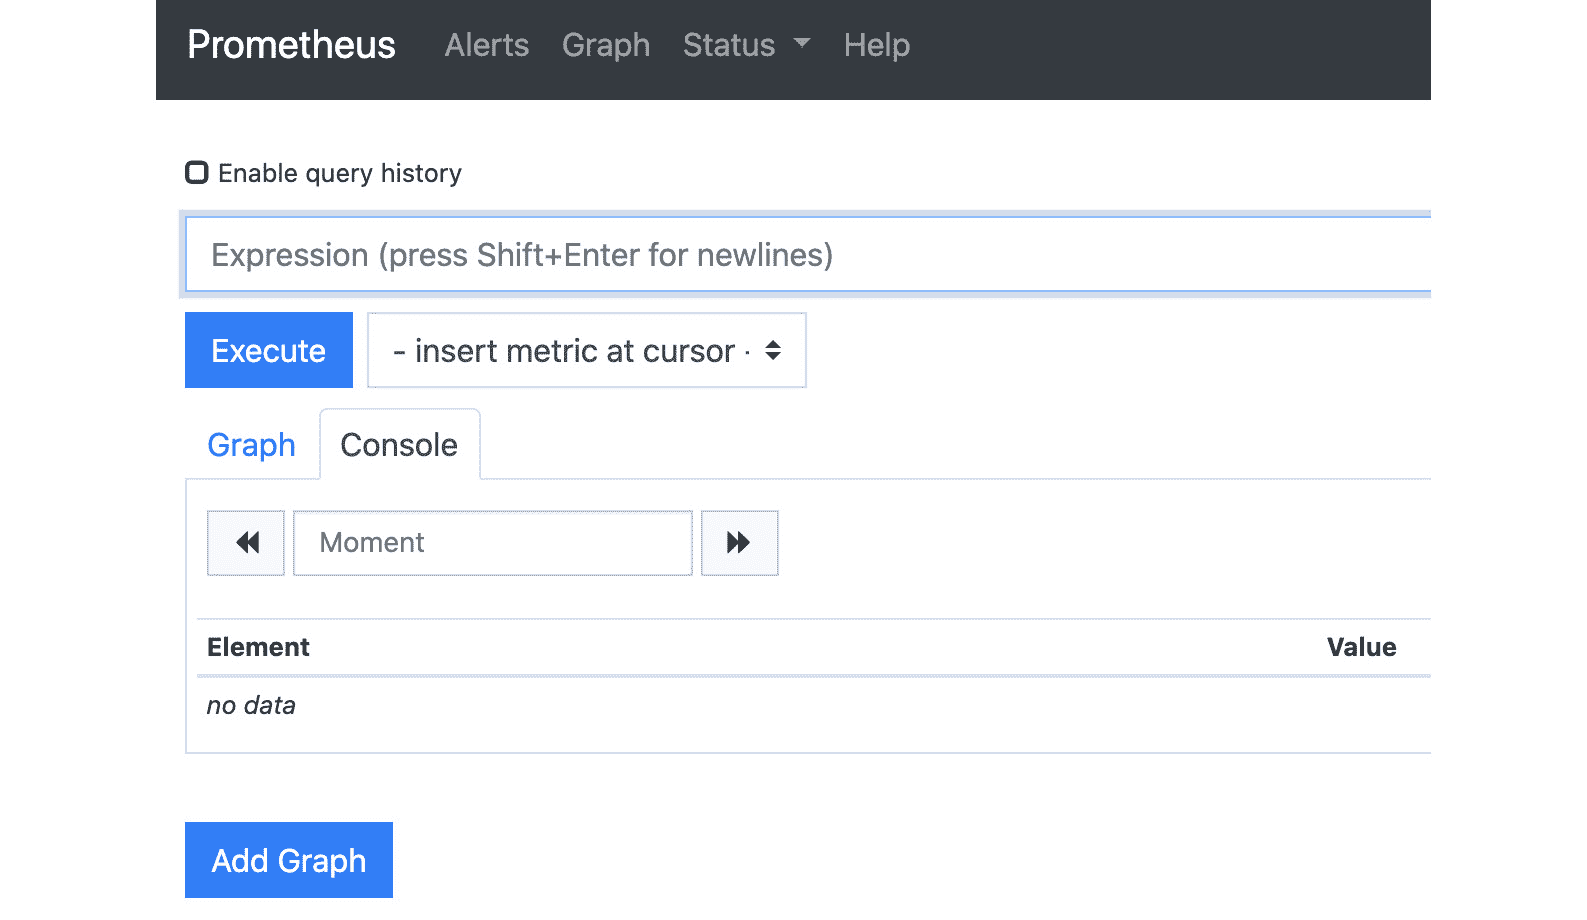 Prometheus Alerts Graph Status Help
Enable query history
Expression (press Shift+Enter for newlines)
Execute - insert metric at cursor -
Graph Console
Moment
Element Value
no data
Add Graph